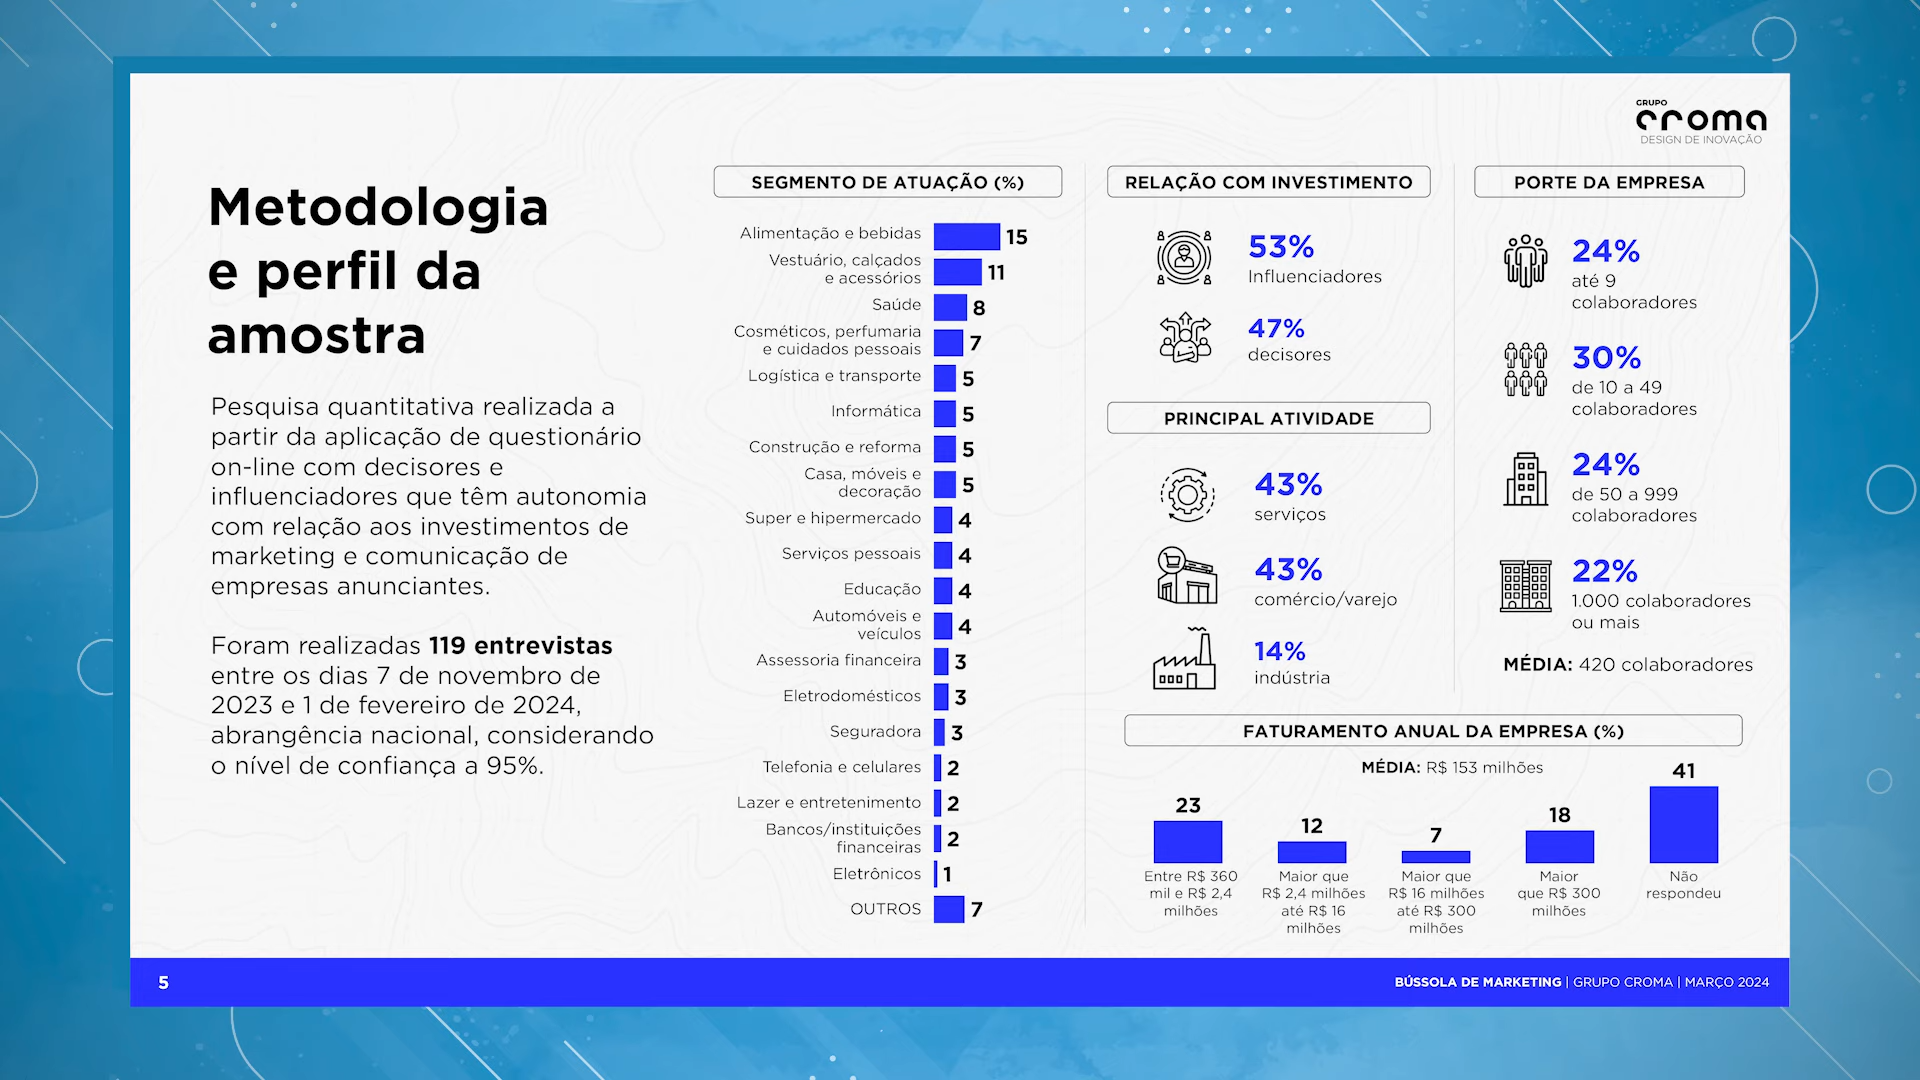 GRUPO
croma
DESIGN DE INOVAÇÃO
Metodologia
e perfil da
amostra
Pesquisa quantitativa realizada a
partir da aplicação de questionário
on-line com decisores e
influenciadores que têm autonomia
com relação aos investimentos de
marketing e comunicação de
empresas anunciantes.
Foram realizadas 119 entrevistas
entre os dias 7 de novembro de
2023 e 1 de fevereiro de 2024,
abrangência nacional, considerando
o nível de confiança a 95%.
SEGMENTO DE ATUAÇÃO (%)
Alimentação e bebidas 15
Vestuário, calçados
e acessórios 11
Saúde 8
Cosméticos, perfumaria
e cuidados pessoais 7
Logística e transporte 5
Informática 5
Construção e reforma 5
Casa, móveis e
decoração 5
Super e hipermercado 4
Serviços pessoais 4
Educação 4
Automóveis e
veículos 4
Assessoria financeira 3
Eletrodomésticos 3
Seguradora 3
Telefonia e celulares 2
Lazer e entretenimento 2
Bancos/instituições
financeiras 2
Eletrônicos 1
OUTROS 7
RELAÇÃO COM INVESTIMENTO
53%
Influenciadores
47%
decisores
PRINCIPAL ATIVIDADE
43%
serviços
43%
comércio/varejo
14%
indústria
PORTE DA EMPRESA
24%
até 9
colaboradores
30%
de 10 a 49
colaboradores
24%
de 50 a 999
colaboradores
22%
1.000 colaboradores
ou mais
MÉDIA: 420 colaboradores
FATURAMENTO ANUAL DA EMPRESA (%)
MÉDIA: R$ 153 milhões
23
Entre R$ 360
mil e R$ 2,4
milhões
12
Maior que
R$ 2,4 milhões
até R$ 16
milhões
7
Maior que
R$ 16 milhões
até R$ 300
milhões
18
Maior
que R$ 300
milhões
41
Não
respondeu
5
BÚSSOLA DE MARKETING | GRUPO CROMA | MARÇO 2024